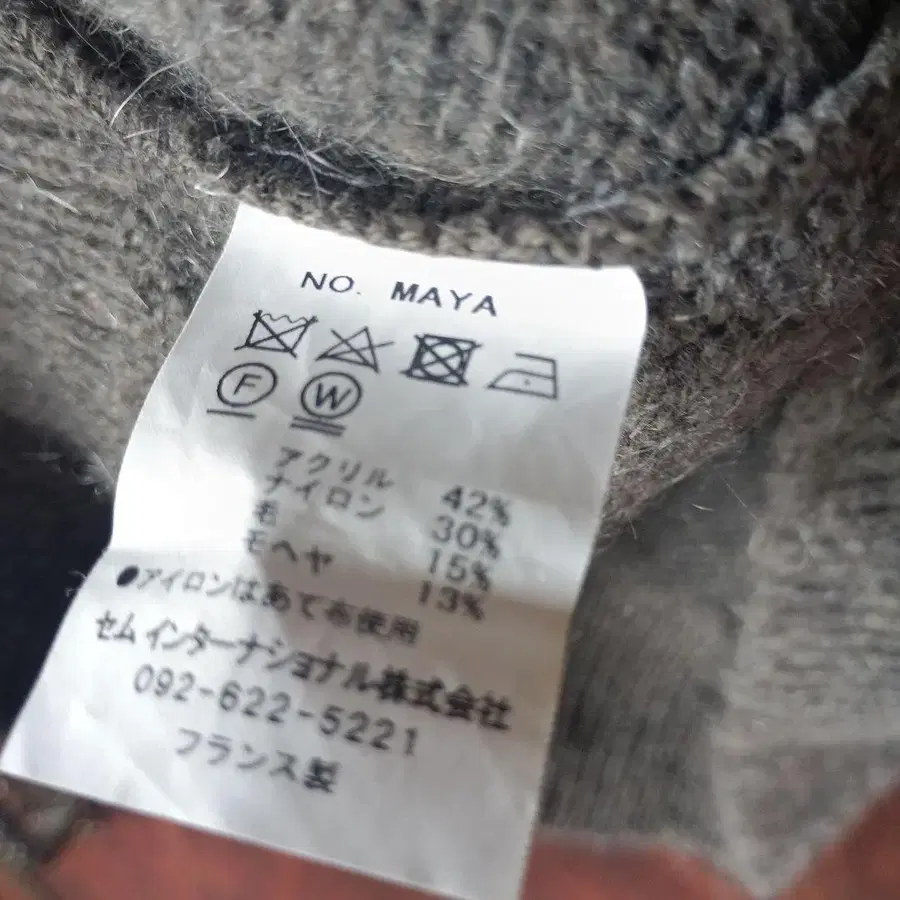 NO. MAYA
F W
アクリル 42%
ナイロン 30%
毛 15%
モヘヤ 13%
●アイロンはあて布使用
セムインターナショナル株式会社
092-622-5221
フランス製